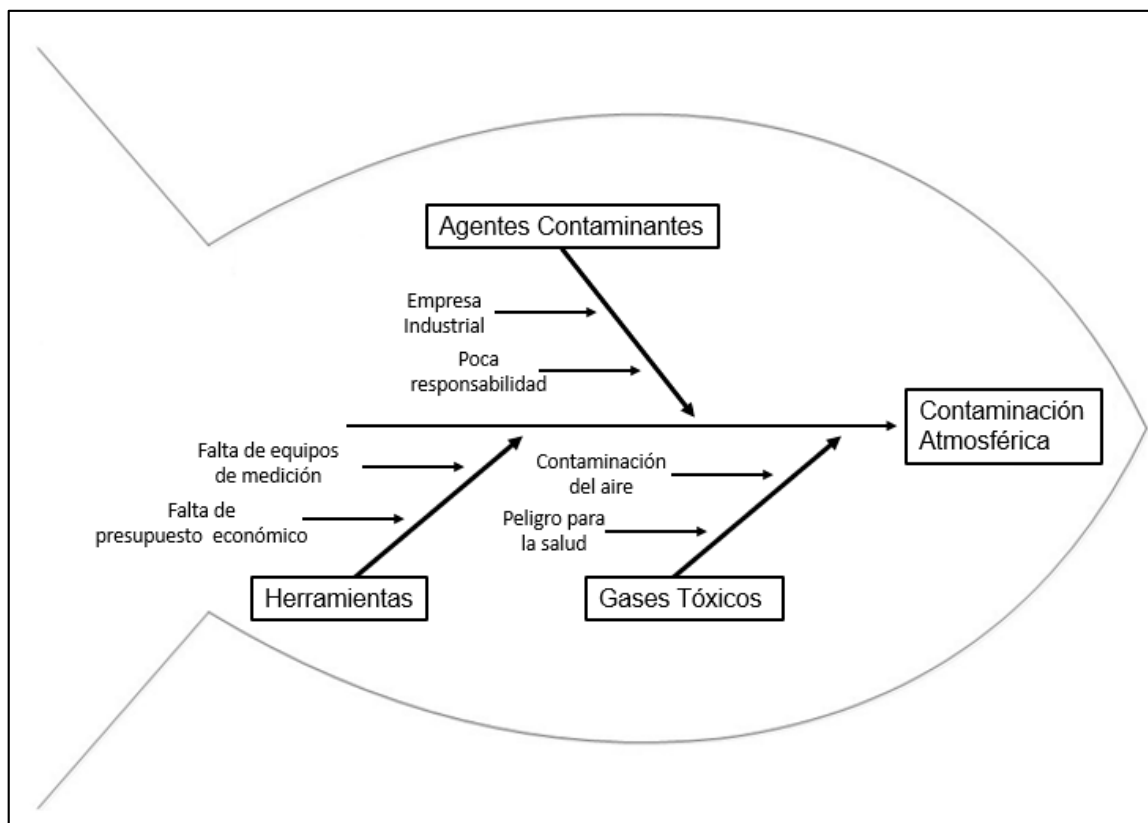 Agentes Contaminantes
Empresa
Industrial
Poca
responsabilidad
Contaminación
Atmosférica
Falta de equipos
de medición
Falta de
presupuesto económico
Herramientas
Contaminación
del aire
Peligro para
la salud
Gases Tóxicos